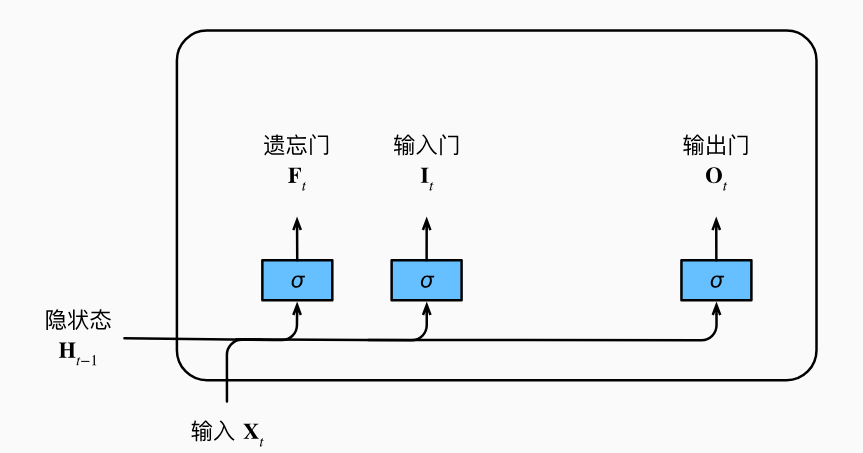 遗忘门
F_t
输入门
I_t
输出门
O_t
σ
σ
σ
隐状态
H_{t−1}
输入 X_t